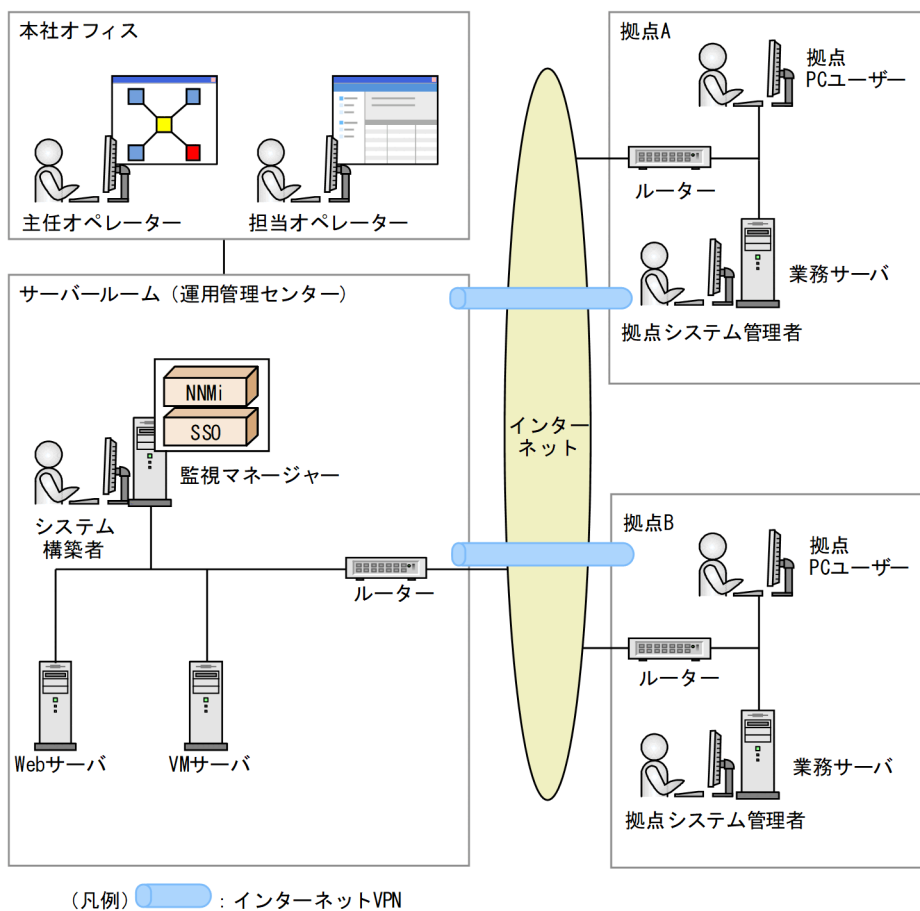 本社オフィス
主任オペレーター
担当オペレーター
サーバールーム（運用管理センター）
NNMi
SSO
監視マネージャー
システム
構築者
ルーター
Webサーバ
VMサーバ
インター
ネット
拠点A
拠点
PCユーザー
ルーター
業務サーバ
拠点システム管理者
拠点B
拠点
PCユーザー
ルーター
業務サーバ
拠点システム管理者
（凡例）　：インターネットVPN